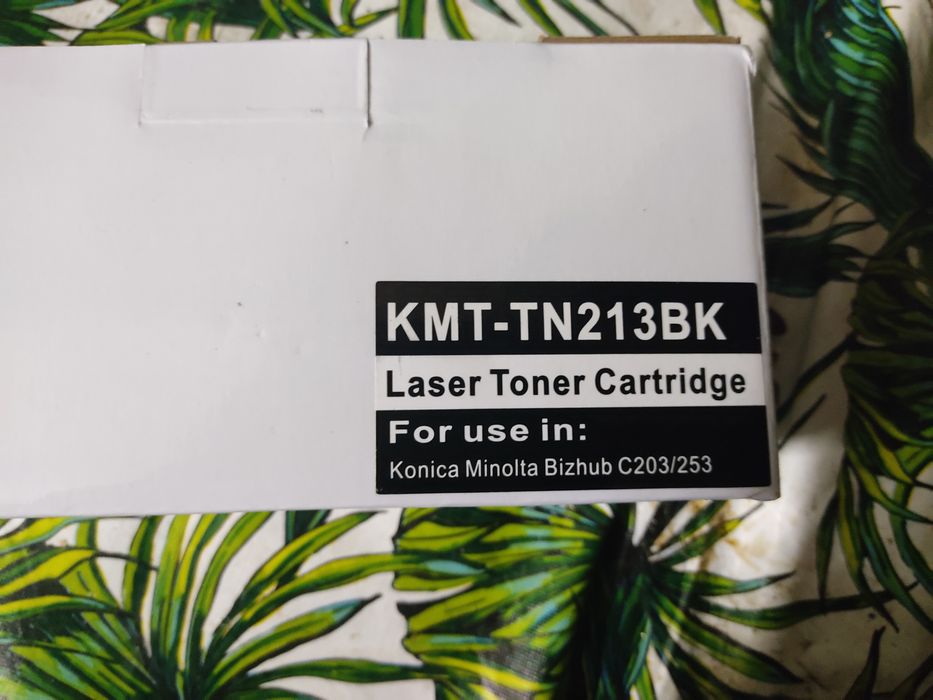 KMT-TN213BK
Laser Toner Cartridge
For use in:
Konica Minolta Bizhub C203/253